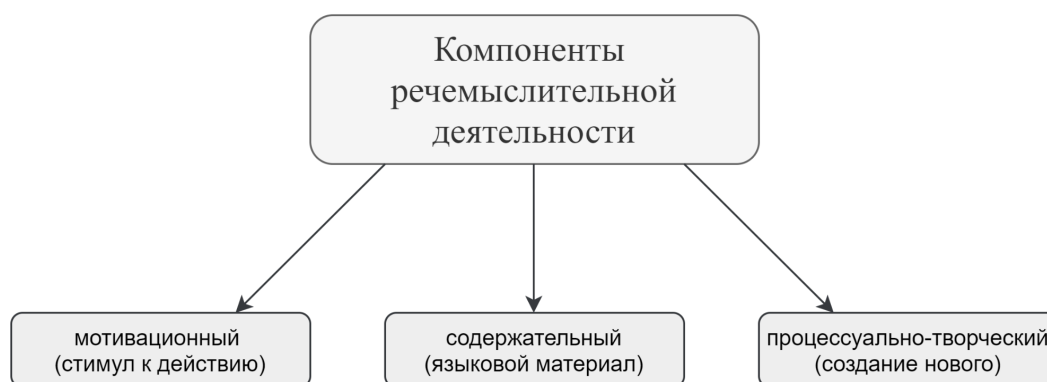 Компоненты
речемыслительной
деятельности
мотивационный
(стимул к действию)
содержательный
(языковой материал)
процессуально-творческий
(создание нового)